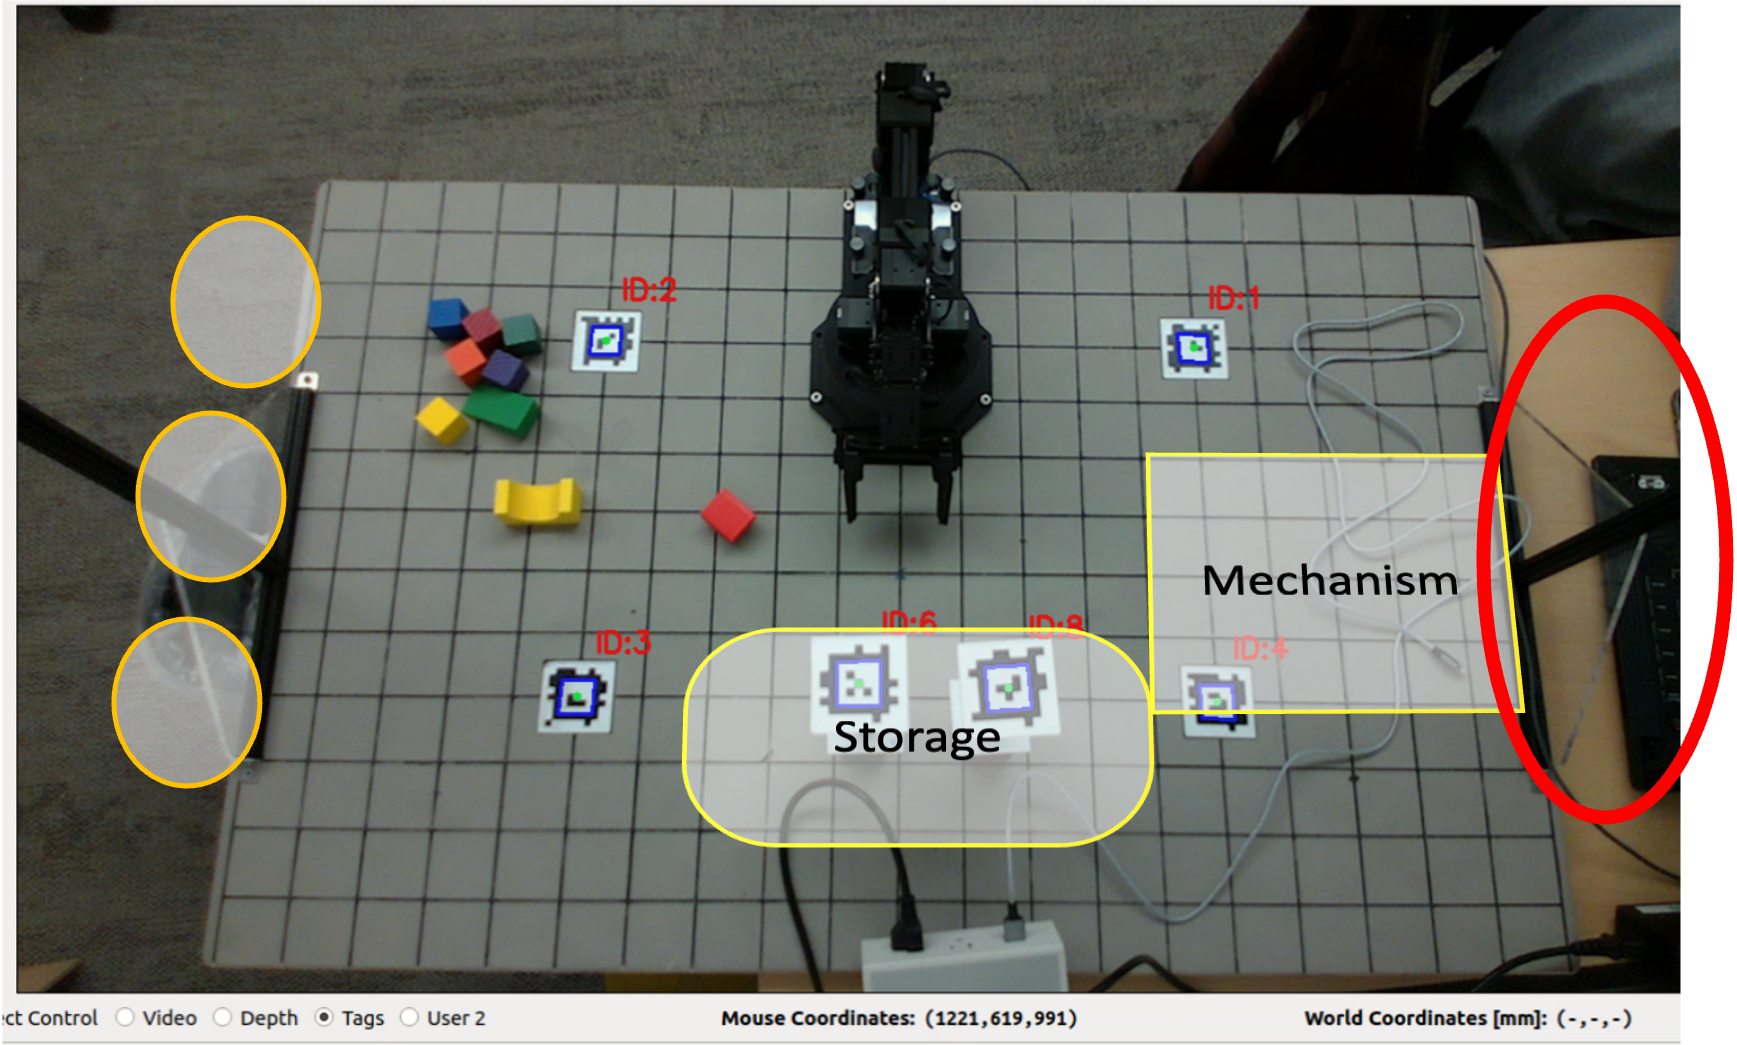 ID:2
ID:1
Mechanism
ID:6
ID:8
ID:3
ID:4
Storage
ect Control Video Depth Tags User 2 Mouse Coordinates: (1221,619,991) World Coordinates [mm]: (-,-,-)